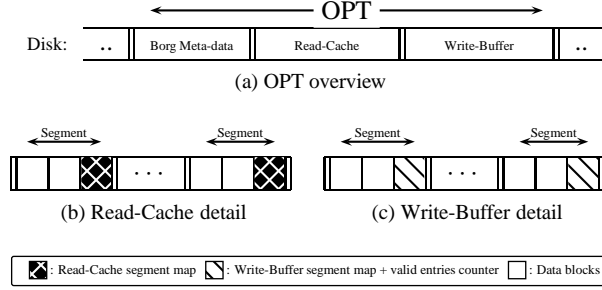 OPT
Disk: .. Borg Meta-data Read-Cache Write-Buffer ..
(a) OPT overview
Segment Segment Segment Segment
. . . . . .
(b) Read-Cache detail (c) Write-Buffer detail
: Read-Cache segment map : Write-Buffer segment map + valid entries counter : Data blocks